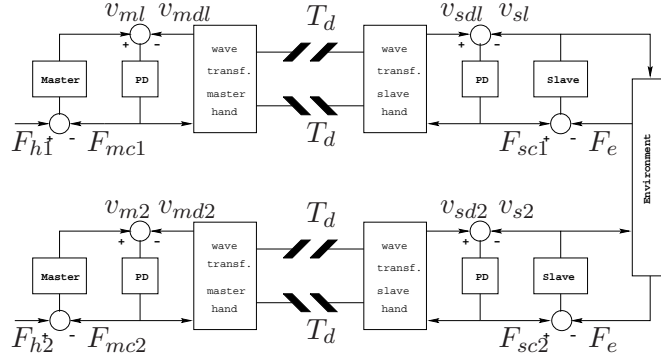 v_{ml} v_{mdl} T_d v_{sdl} v_{sl}
+ - + -
wave transf. master hand
wave transf. slave hand
Master PD PD Slave
+ - + -
F_{h1} F_{mc1} T_d F_{sc1} F_e
Environment
v_{m2} v_{md2} T_d v_{sd2} v_{s2}
+ - + -
wave transf. master hand
wave transf. slave hand
Master PD PD Slave
+ - + -
F_{h2} F_{mc2} T_d F_{sc2} F_e